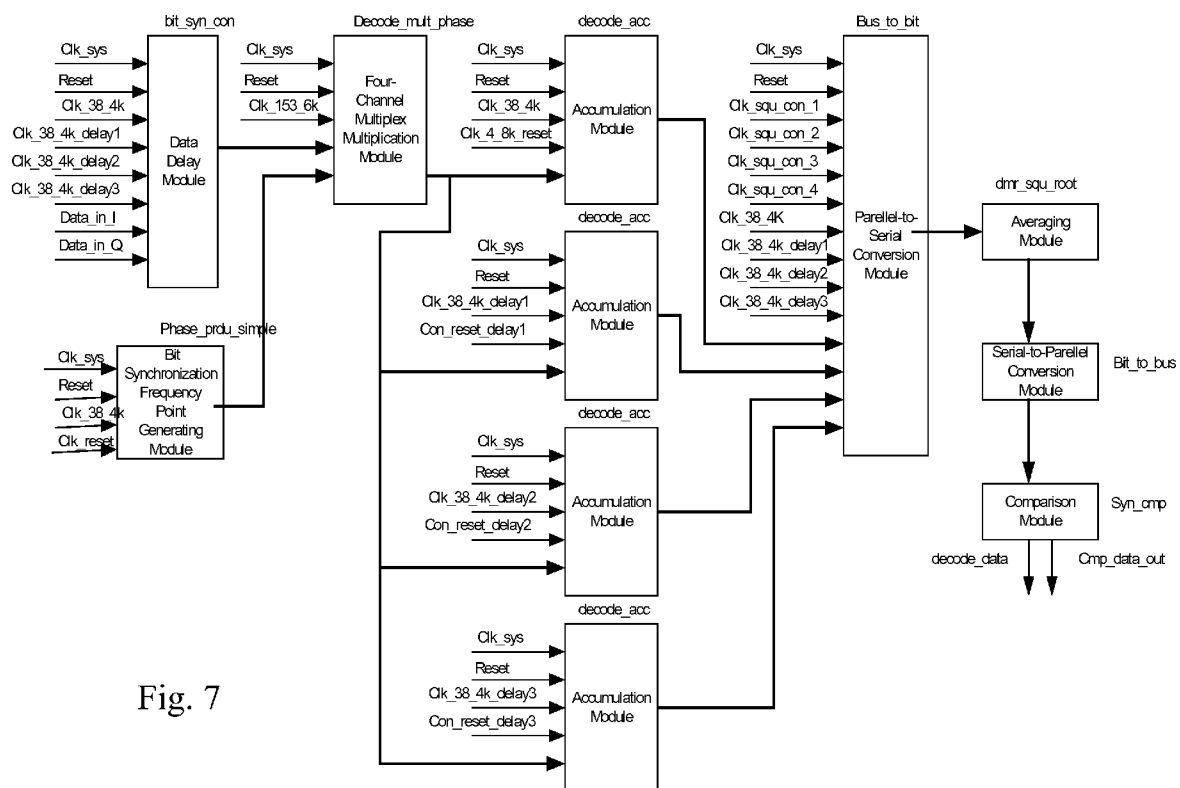 bit_syn_con
Clk_sys
Reset
Clk_38_4k
Clk_38_4k_delay1
Clk_38_4k_delay2
Clk_38_4k_delay3
Data_in_I
Data_in_Q
Data
Delay
Module
Phase_prdu_simple
Clk_sys
Reset
Clk_38_4k
Clk_reset
Bit
Synchronization
Frequency
Point
Generating
Module
Decode_mult_phase
Clk_sys
Reset
Clk_153_6k
Four-
Channel
Multiplex
Multiplication
Module
decode_acc
Clk_sys
Reset
Clk_38_4k
Clk_4_8k_reset
Accumulation
Module
decode_acc
Clk_sys
Reset
Clk_38_4k_delay1
Con_reset_delay1
Accumulation
Module
decode_acc
Clk_sys
Reset
Clk_38_4k_delay2
Con_reset_delay2
Accumulation
Module
decode_acc
Clk_sys
Reset
Clk_38_4k_delay3
Con_reset_delay3
Accumulation
Module
Bus_to_bit
Clk_sys
Reset
Clk_squ_con_1
Clk_squ_con_2
Clk_squ_con_3
Clk_squ_con_4
Clk_38_4K
Clk_38_4k_delay1
Clk_38_4k_delay2
Clk_38_4k_delay3
Parellel-to-
Serial
Conversion
Module
dmr_squ_root
Averaging
Module
Serial-to-Parellel
Conversion
Module
Bit_to_bus
Comparison
Module
Syn_cmp
decode_data
Cmp_data_out
Fig. 7